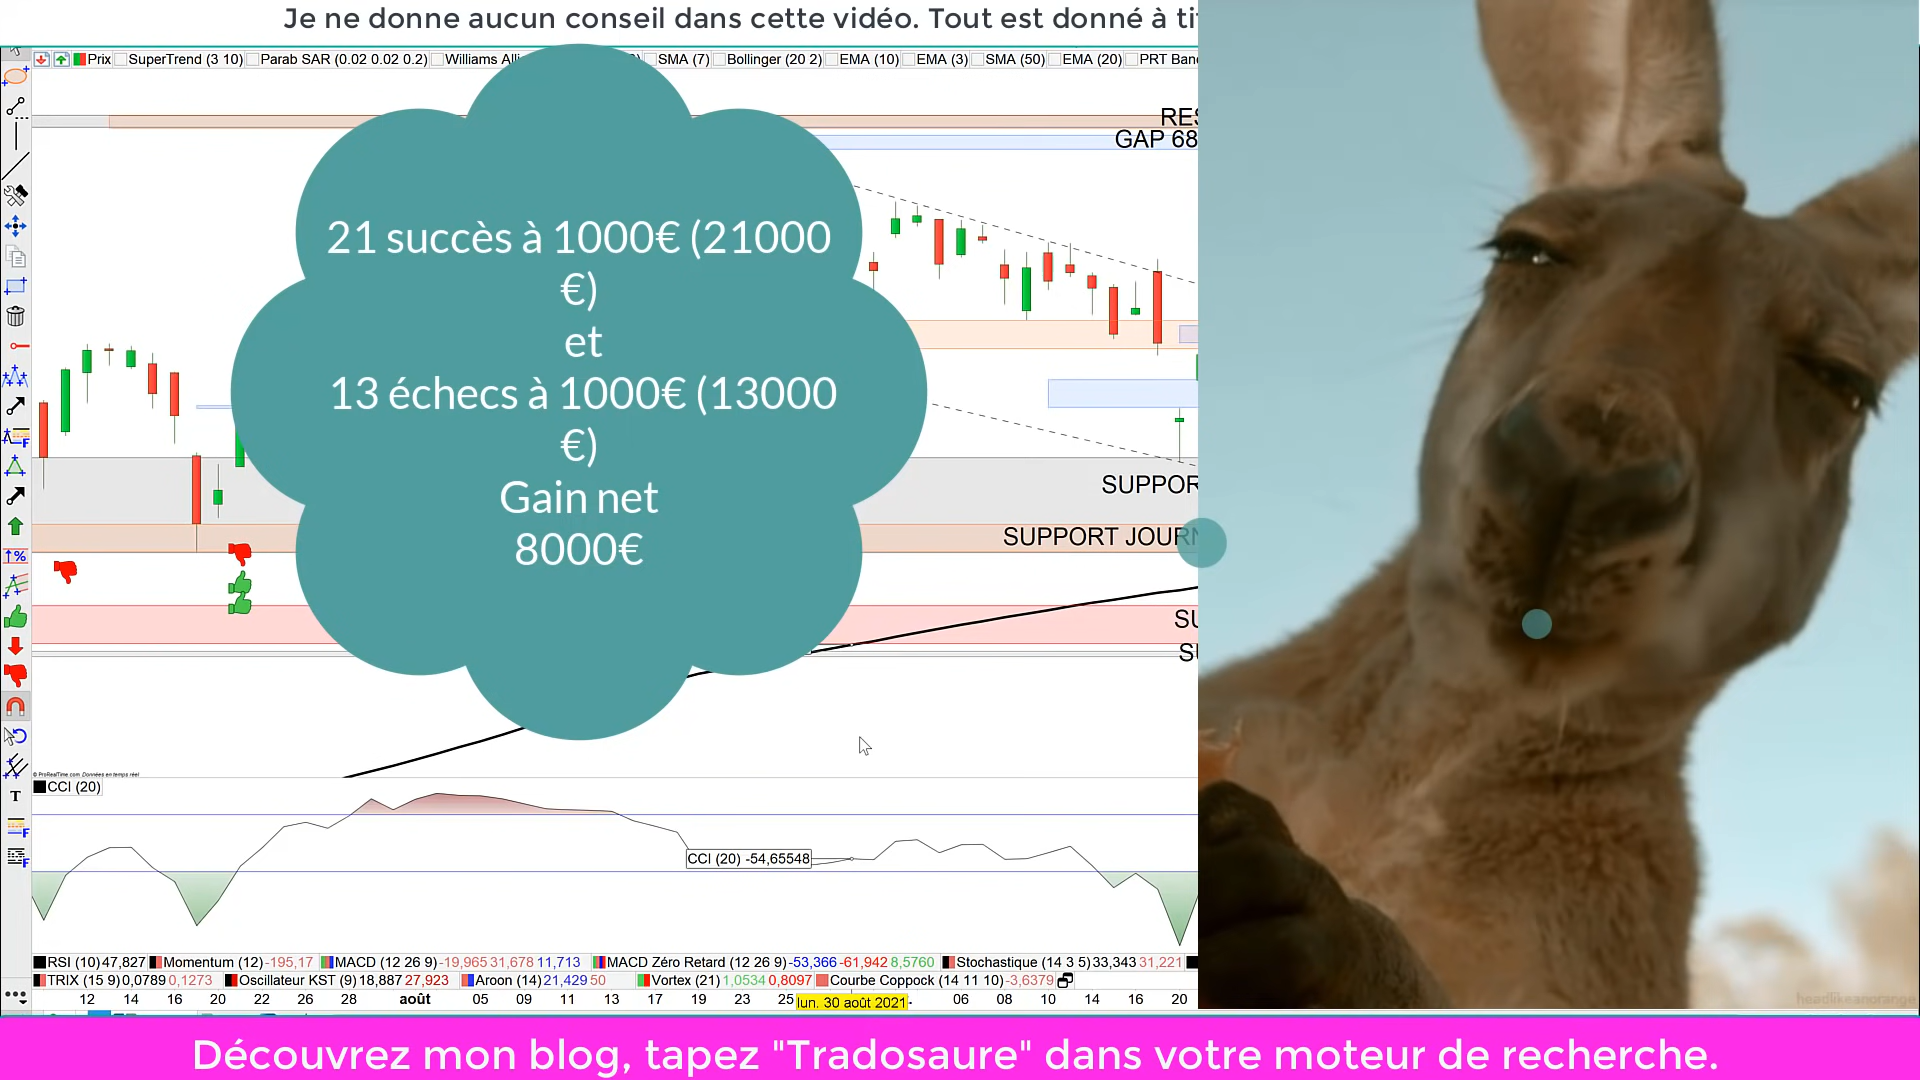 Je ne donne aucun conseil dans cette vidéo. Tout est donné à ti
Prix SuperTrend (3 10) Parab SAR (0.02 0.02 0.2) Williams SMA (7) Bollinger (20 2) EMA (10) EMA (3) SMA (50) EMA (20) PRT Ban
RES
GAP 68
21 succès à 1000€ (21000
€)
et
13 échecs à 1000€ (13000
€)
Gain net
8000€
SUPPOR
SUPPORT JOURN
SU
SU
© ProRealTime.com Données en temps réel
CCI (20)
CCI (20) -54,65548
RSI (10) 47,827 Momentum (12) -195,17 MACD (12 26 9) -19,965 31,678 11,713 MACD Zéro Retard (12 26 9) -53,366 -61,942 8,5760 Stochastique (14 3 5) 33,343 31,221
TRIX (15 9) 0,0789 0,1273 Oscillateur KST (9) 18,887 27,923 Aroon (14) 21,429 50 Vortex (21) 1,0534 0,8097 Courbe Coppock (14 11 10) -3,6379
12 14 16 20 22 26 28 août 05 09 11 13 17 19 23 25 lun. 30 août 2021 06 08 10 14 16 20
headlikeanorange
Découvrez mon blog, tapez "Tradosaure" dans votre moteur de recherche.